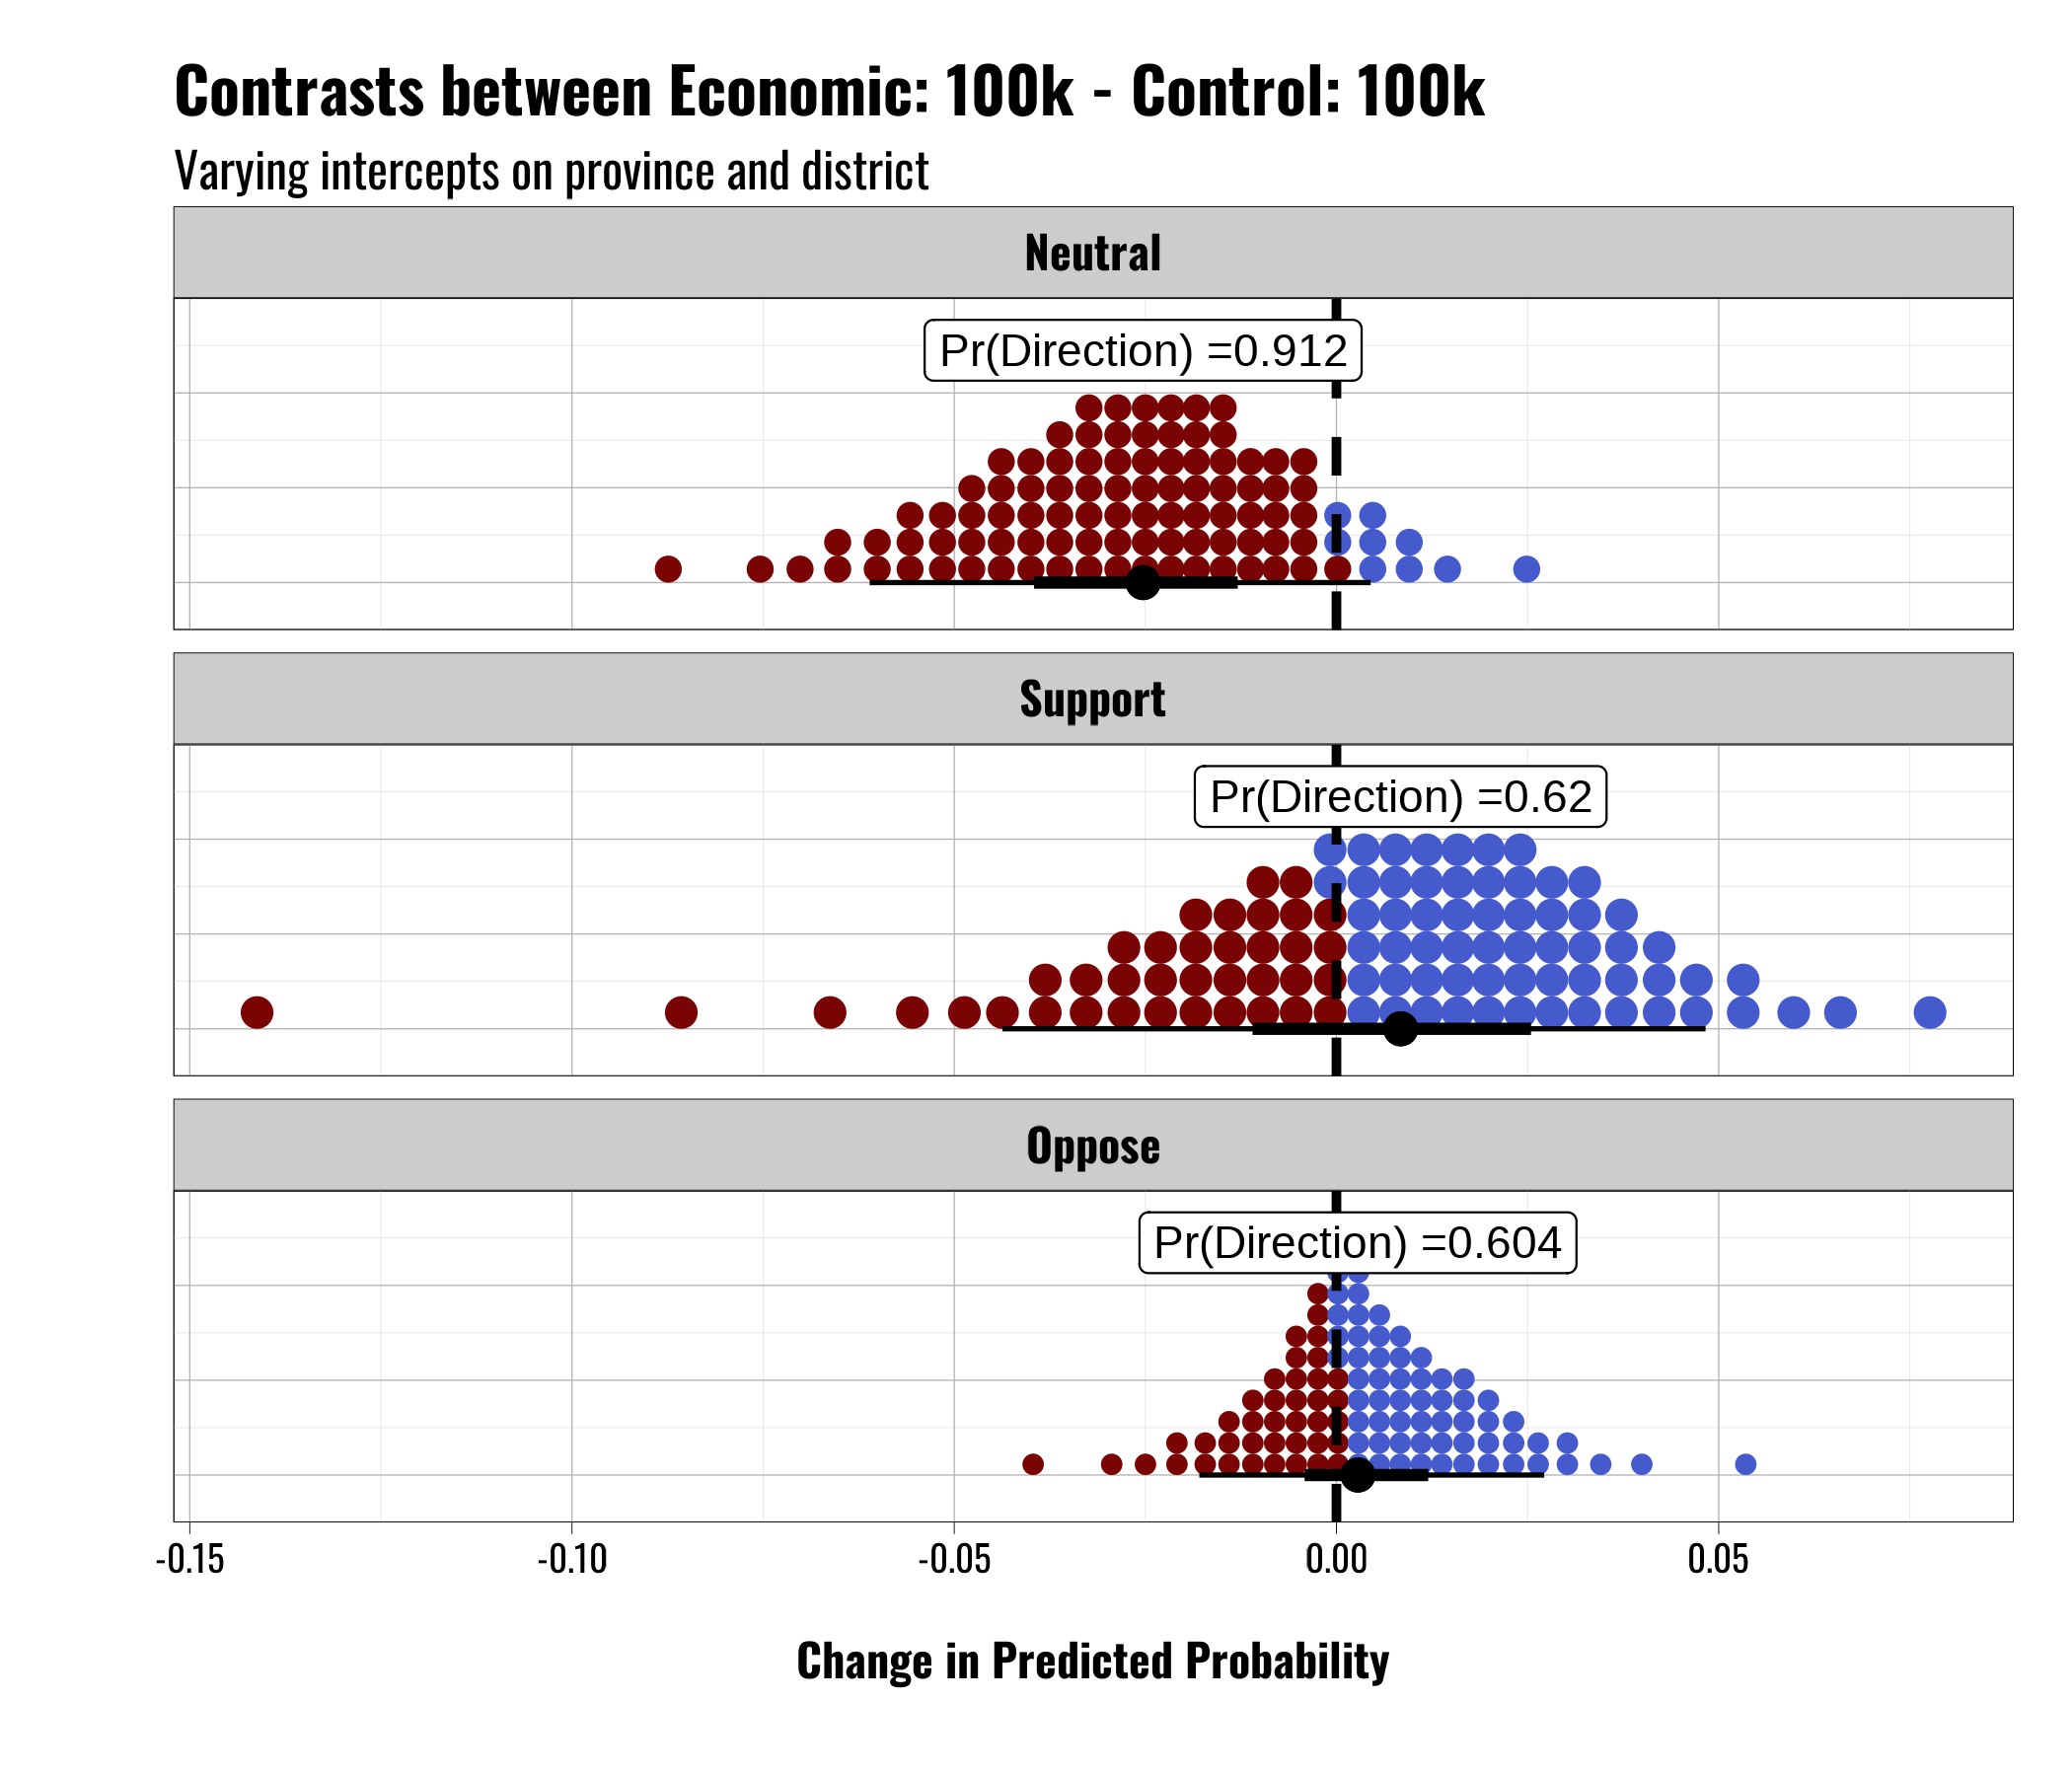 Contrasts between Economic: 100k - Control: 100k
Varying intercepts on province and district
Neutral
Pr(Direction) =0.912
Support
Pr(Direction) =0.62
Oppose
Pr(Direction) =0.604
-0.15 -0.10 -0.05 0.00 0.05
Change in Predicted Probability